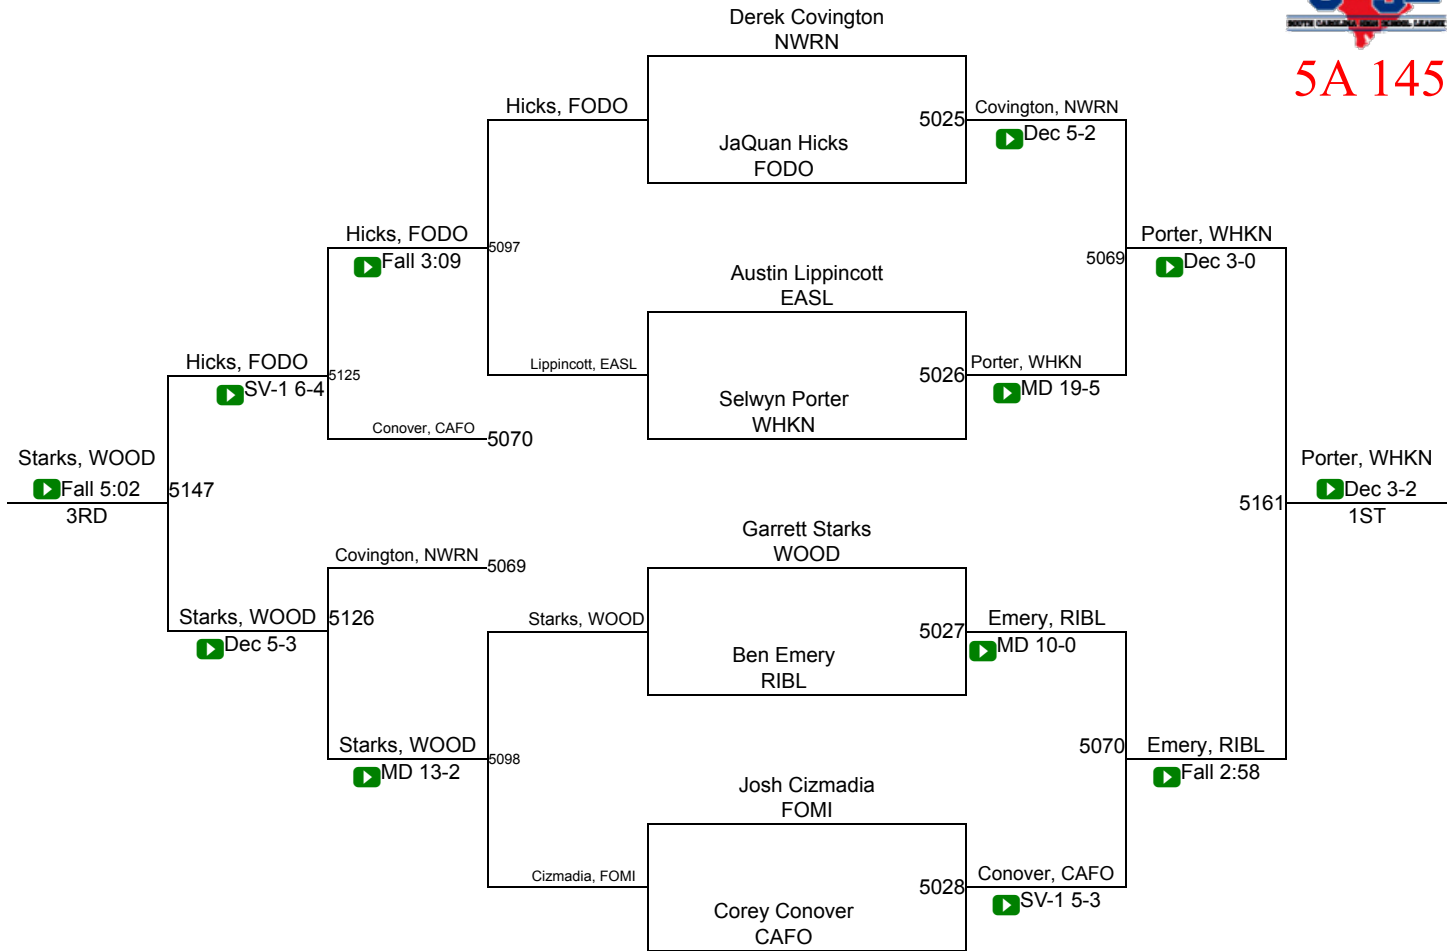 Derek Covington
NWRN
SOUTH CAROLINA HIGH SCHOOL LEAGUE
5A 145
Hicks, FODO
5025
Covington, NWRN
Dec 5-2
JaQuan Hicks
FODO
Hicks, FODO
Fall 3:09
5097
Porter, WHKN
5069
Dec 3-0
Austin Lippincott
EASL
Hicks, FODO
SV-1 6-4
5125
Lippincott, EASL
5026
Porter, WHKN
MD 19-5
Selwyn Porter
WHKN
Conover, CAFO
5070
Starks, WOOD
Fall 5:02
3RD
5147
Porter, WHKN
5161
Dec 3-2
1ST
Garrett Starks
WOOD
Covington, NWRN
5069
Starks, WOOD
Dec 5-3
5126
Starks, WOOD
5027
Emery, RIBL
MD 10-0
Ben Emery
RIBL
Starks, WOOD
MD 13-2
5098
5070
Emery, RIBL
Fall 2:58
Josh Cizmadia
FOMI
Cizmadia, FOMI
5028
Conover, CAFO
SV-1 5-3
Corey Conover
CAFO